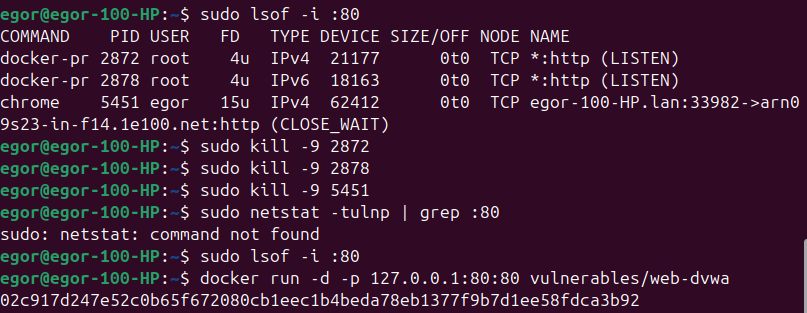 egor@egor-100-HP:~$ sudo lsof -i :80
COMMAND    PID USER   FD   TYPE DEVICE SIZE/OFF NODE NAME
docker-pr 2872 root    4u  IPv4  21177      0t0  TCP *:http (LISTEN)
docker-pr 2878 root    4u  IPv6  18163      0t0  TCP *:http (LISTEN)
chrome    5451 egor   15u  IPv4  62412      0t0  TCP egor-100-HP.lan:33982->arn0
9s23-in-f14.1e100.net:http (CLOSE_WAIT)
egor@egor-100-HP:~$ sudo kill -9 2872
egor@egor-100-HP:~$ sudo kill -9 2878
egor@egor-100-HP:~$ sudo kill -9 5451
egor@egor-100-HP:~$ sudo netstat -tulnp | grep :80
sudo: netstat: command not found
egor@egor-100-HP:~$ sudo lsof -i :80
egor@egor-100-HP:~$ docker run -d -p 127.0.0.1:80:80 vulnerables/web-dvwa
02c917d247e52c0b65f672080cb1eec1b4beda78eb1377f9b7d1ee58fdca3b92